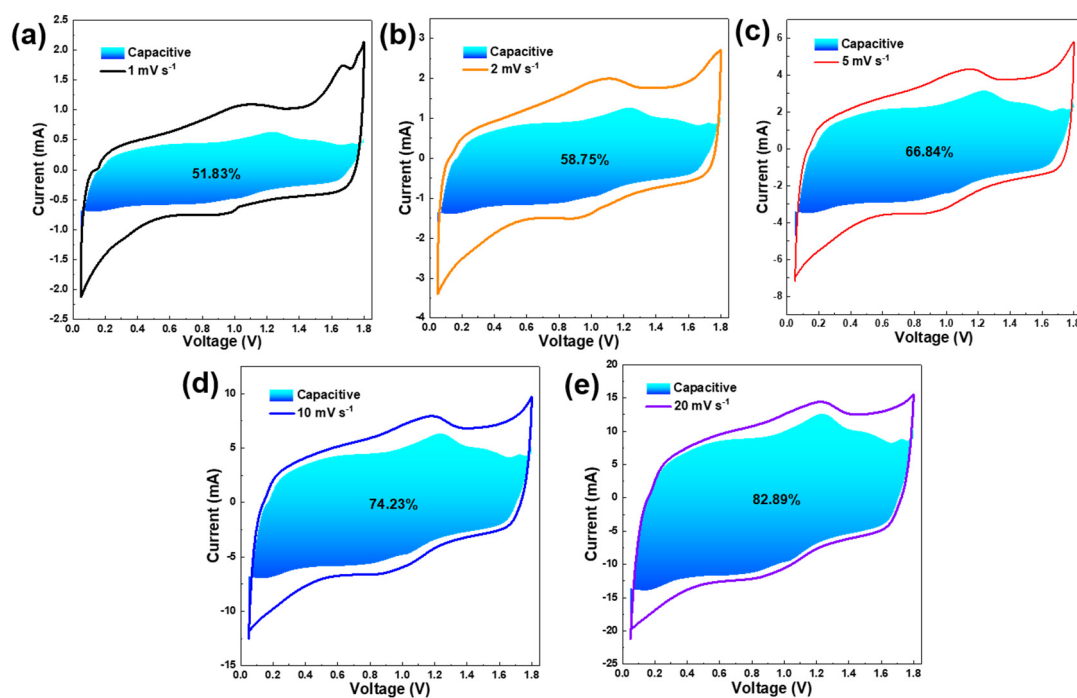 (a)
Capacitive
1 mV s⁻¹
51.83%
Current (mA)
2.5
2.0
1.5
1.0
0.5
0.0
-0.5
-1.0
-1.5
-2.0
-2.5
0.0 0.2 0.4 0.6 0.8 1.0 1.2 1.4 1.6 1.8
Voltage (V)
(b)
Capacitive
2 mV s⁻¹
58.75%
Current (mA)
3
2
1
0
-1
-2
-3
-4
0.0 0.2 0.4 0.6 0.8 1.0 1.2 1.4 1.6 1.8
Voltage (V)
(c)
Capacitive
5 mV s⁻¹
66.84%
Current (mA)
6
4
2
0
-2
-4
-6
-8
0.0 0.2 0.4 0.6 0.8 1.0 1.2 1.4 1.6 1.8
Voltage (V)
(d)
Capacitive
10 mV s⁻¹
74.23%
Current (mA)
10
5
0
-5
-10
-15
0.0 0.2 0.4 0.6 0.8 1.0 1.2 1.4 1.6 1.8
Voltage (V)
(e)
Capacitive
20 mV s⁻¹
82.89%
Current (mA)
20
15
10
5
0
-5
-10
-15
-20
-25
0.0 0.2 0.4 0.6 0.8 1.0 1.2 1.4 1.6 1.8
Voltage (V)